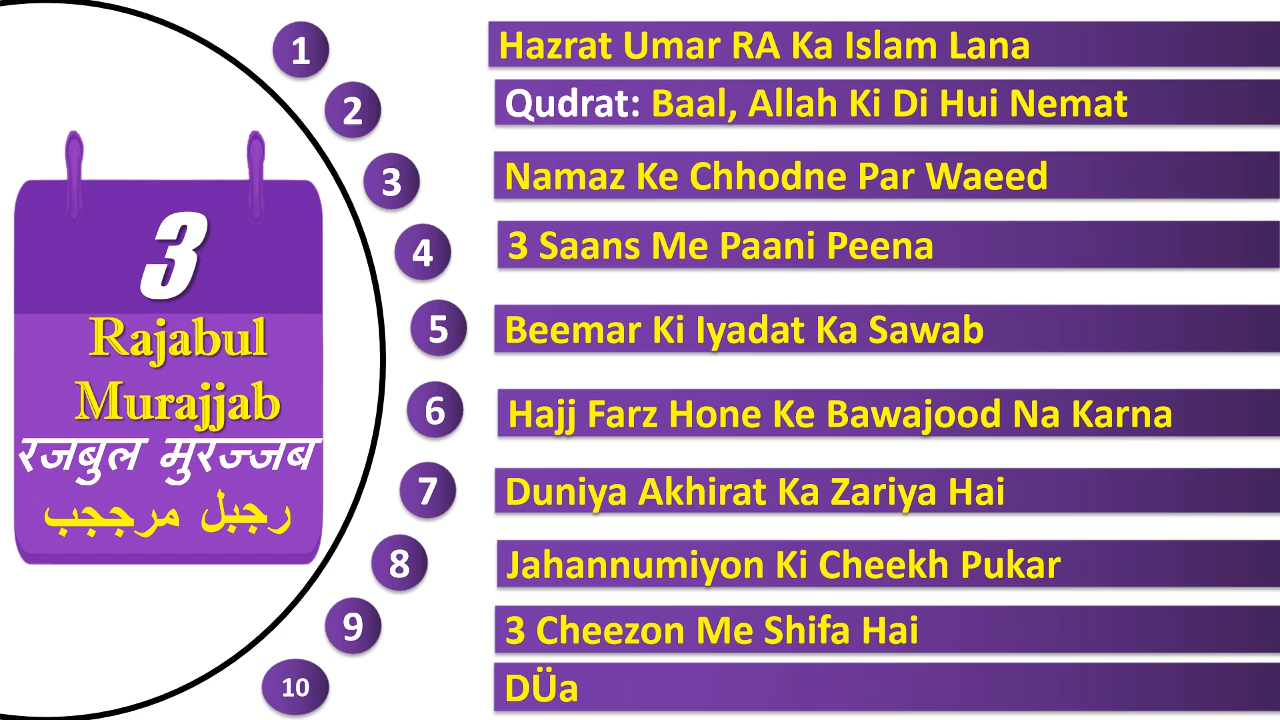 3
Rajabul
Murajjab
रजबुल मुरज्जब
رجبل مرججب
1 Hazrat Umar RA Ka Islam Lana
2 Qudrat: Baal, Allah Ki Di Hui Nemat
3 Namaz Ke Chhodne Par Waeed
4 3 Saans Me Paani Peena
5 Beemar Ki Iyadat Ka Sawab
6 Hajj Farz Hone Ke Bawajood Na Karna
7 Duniya Akhirat Ka Zariya Hai
8 Jahannumiyon Ki Cheekh Pukar
9 3 Cheezon Me Shifa Hai
10 DÜa